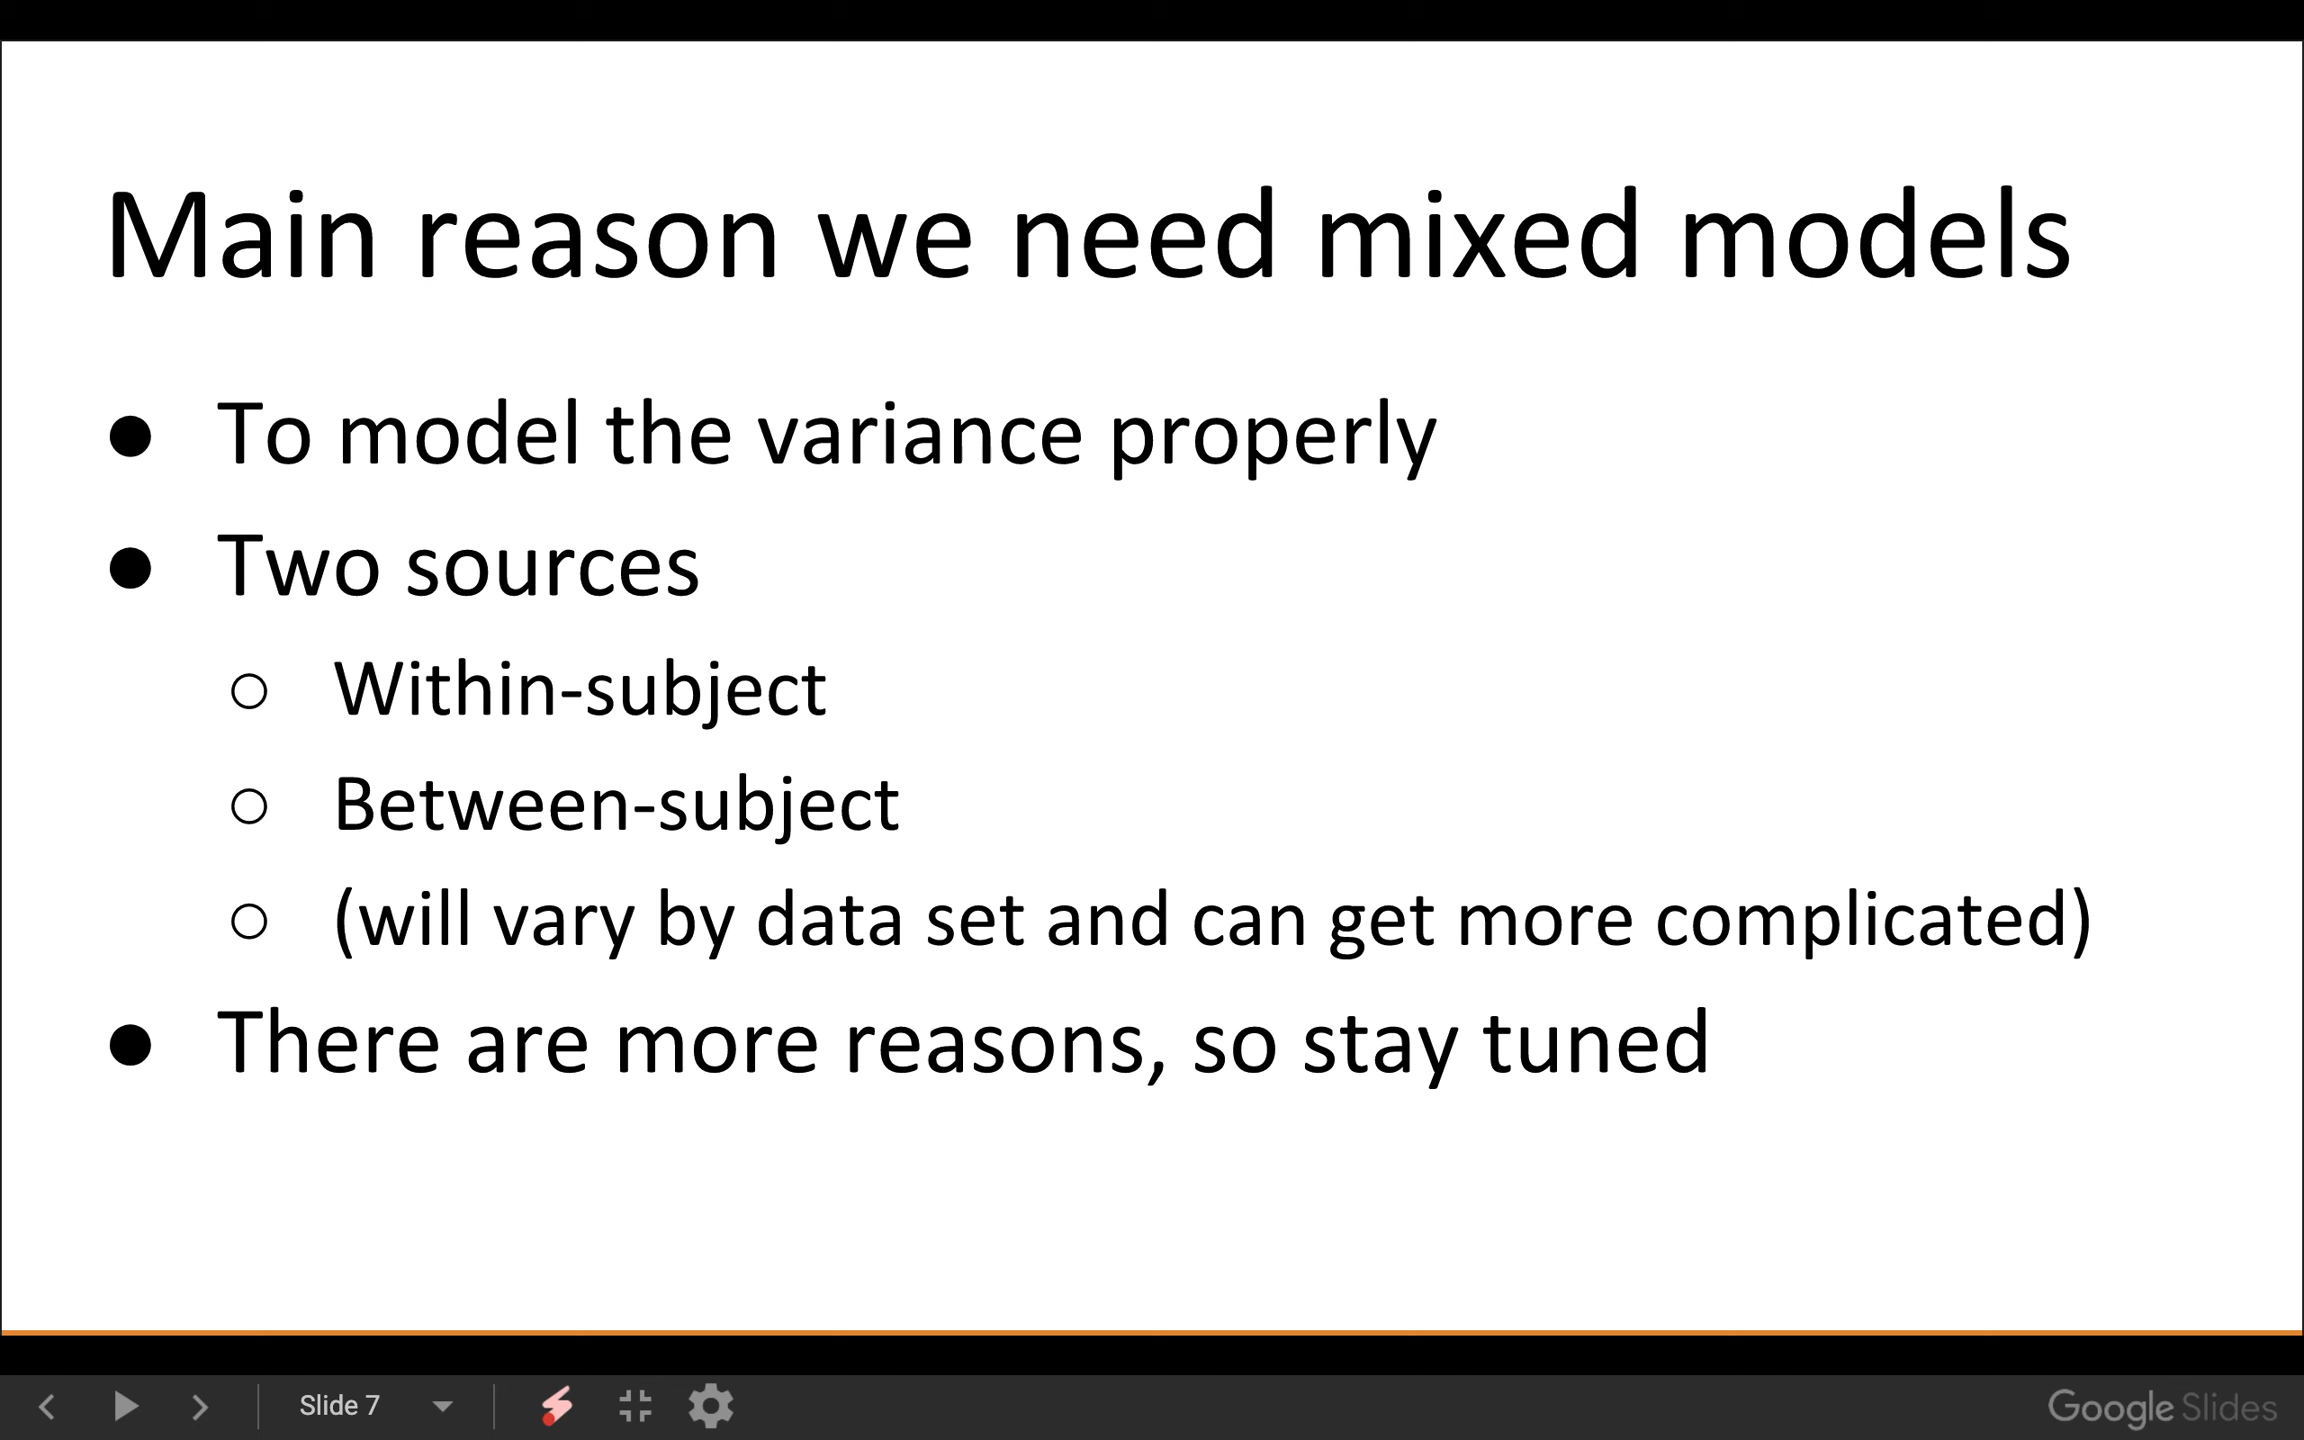 Main reason we need mixed models
● To model the variance properly
● Two sources
○ Within-subject
○ Between-subject
○ (will vary by data set and can get more complicated)
● There are more reasons, so stay tuned
Slide 7
Google Slides